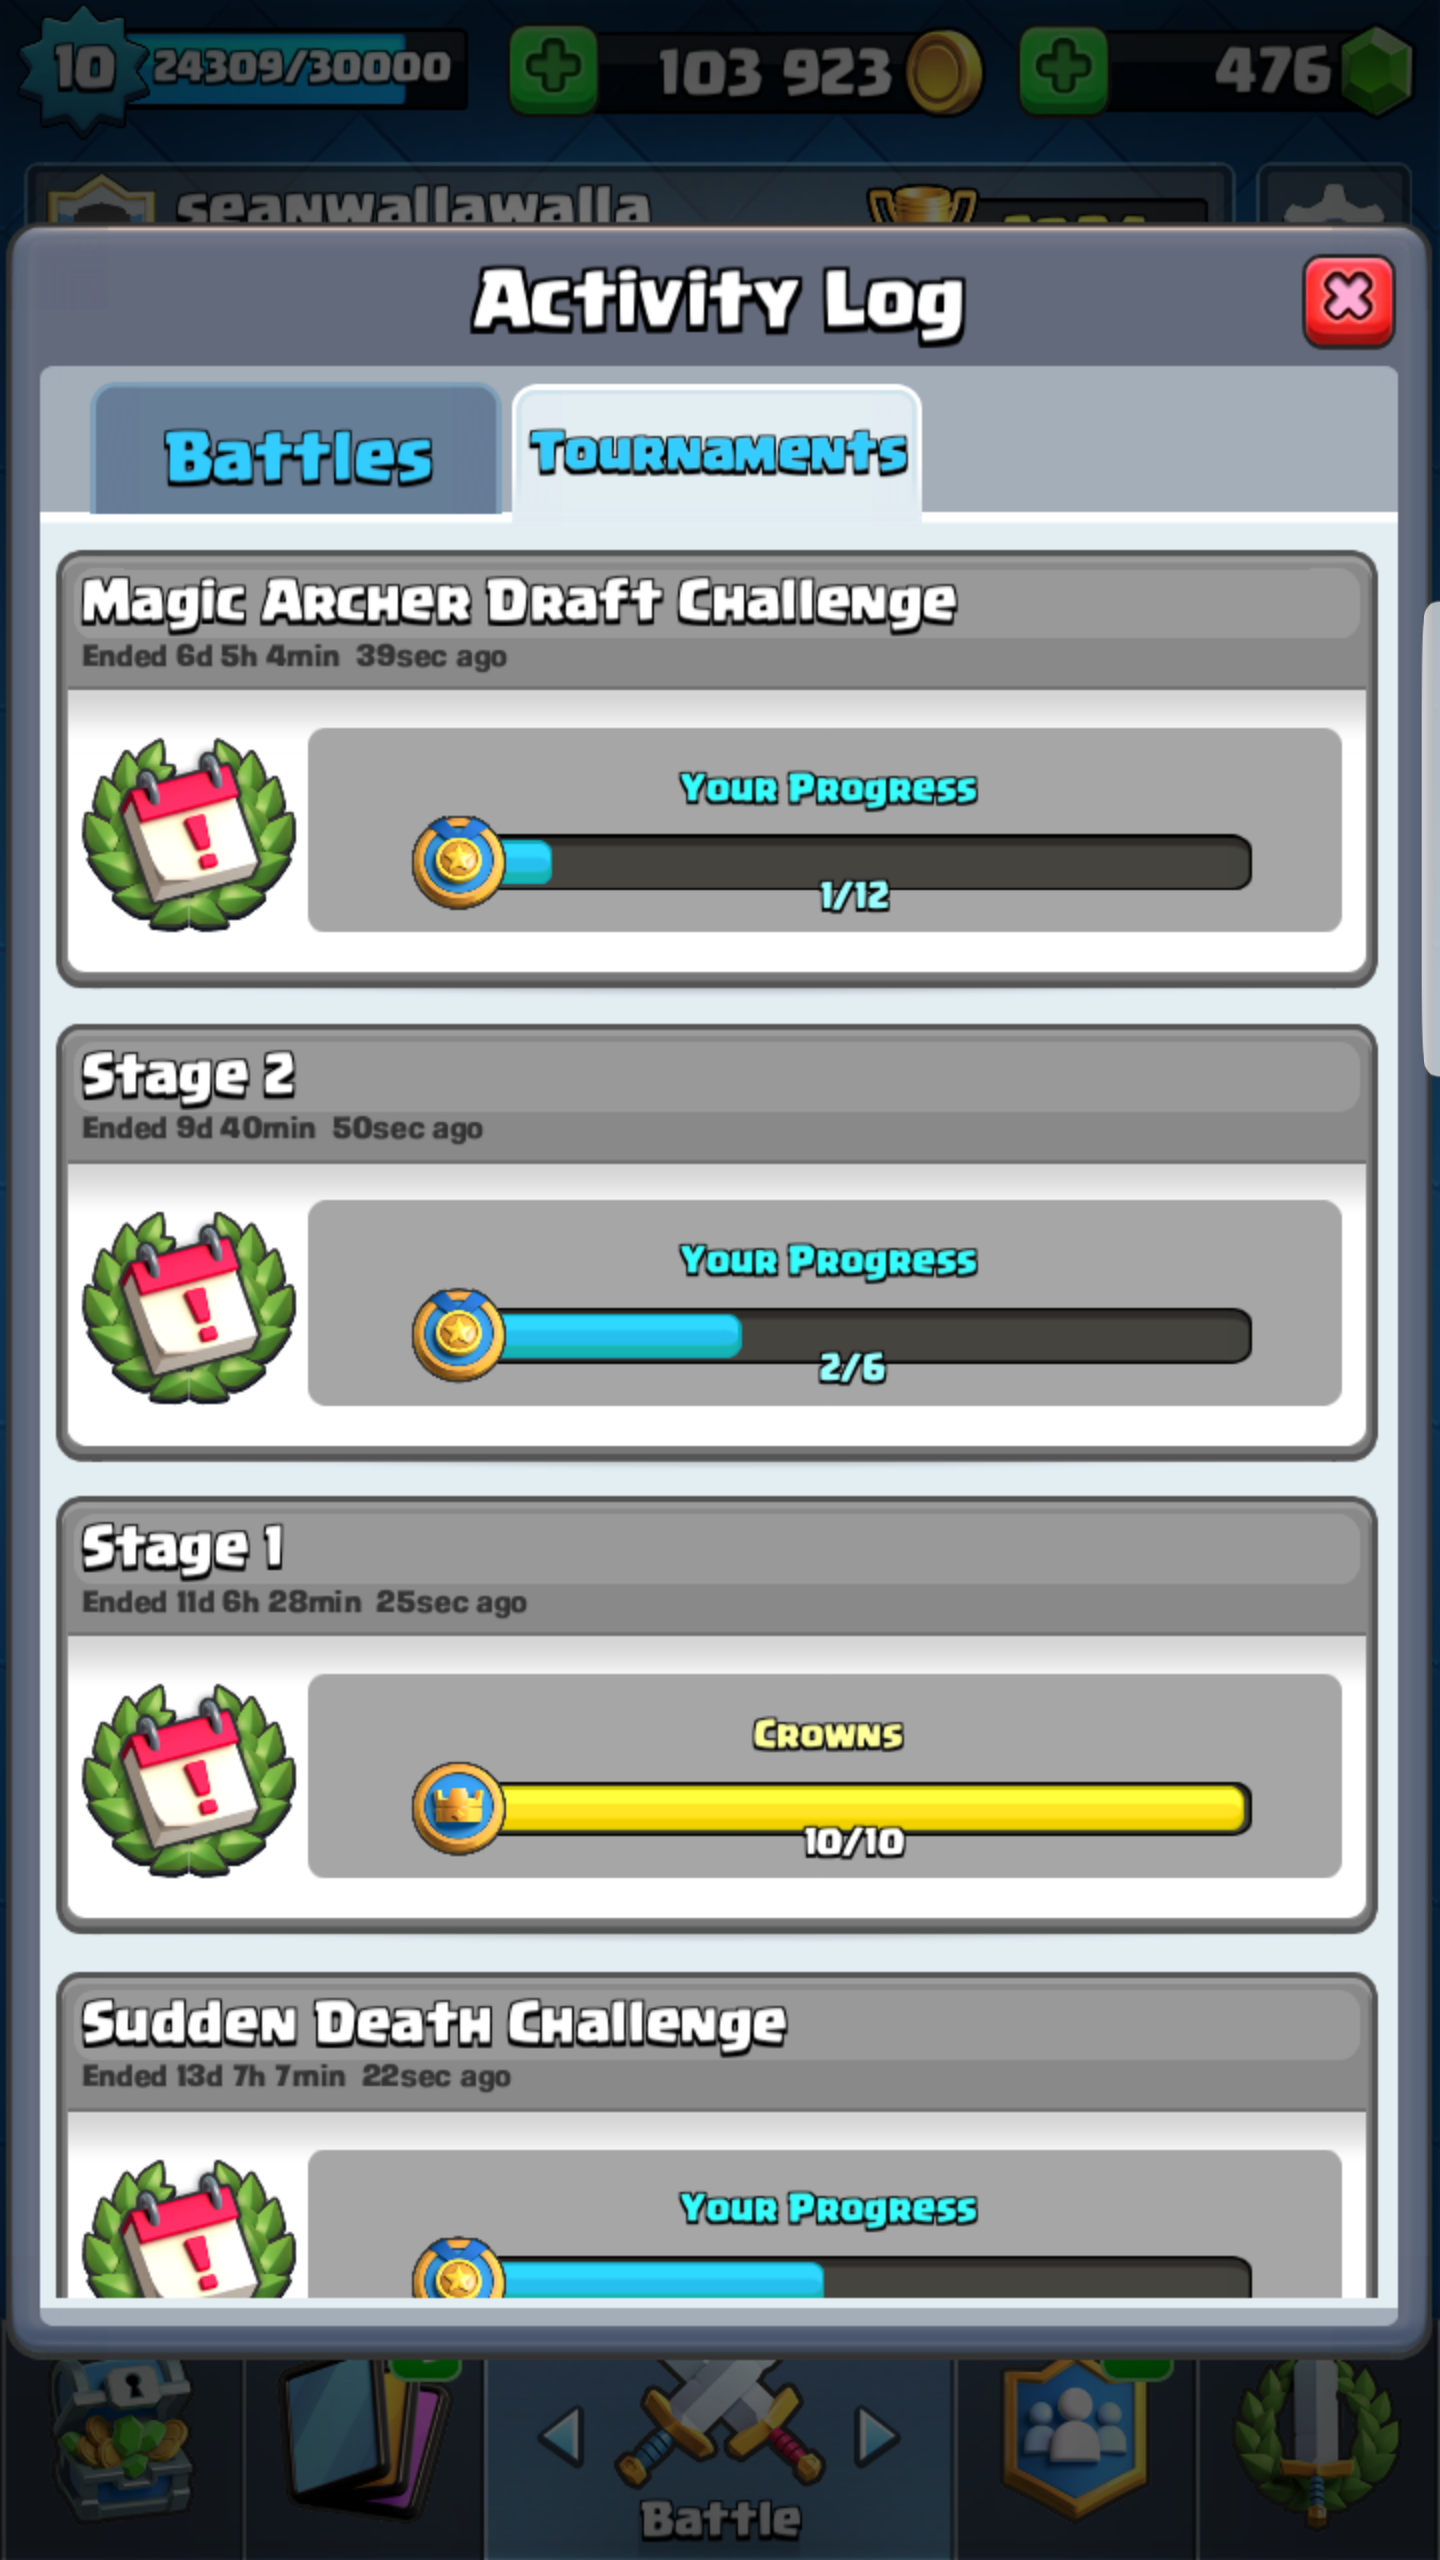 10 24309/30000 103 923 476
seanwallawalla
Activity Log
Battles Tournaments
Magic Archer Draft Challenge
Ended 6d 5h 4min 39sec ago
Your Progress
1/12
Stage 2
Ended 9d 40min 50sec ago
Your Progress
2/6
Stage 1
Ended 11d 6h 28min 25sec ago
Crowns
10/10
Sudden Death Challenge
Ended 13d 7h 7min 22sec ago
Your Progress
Battle